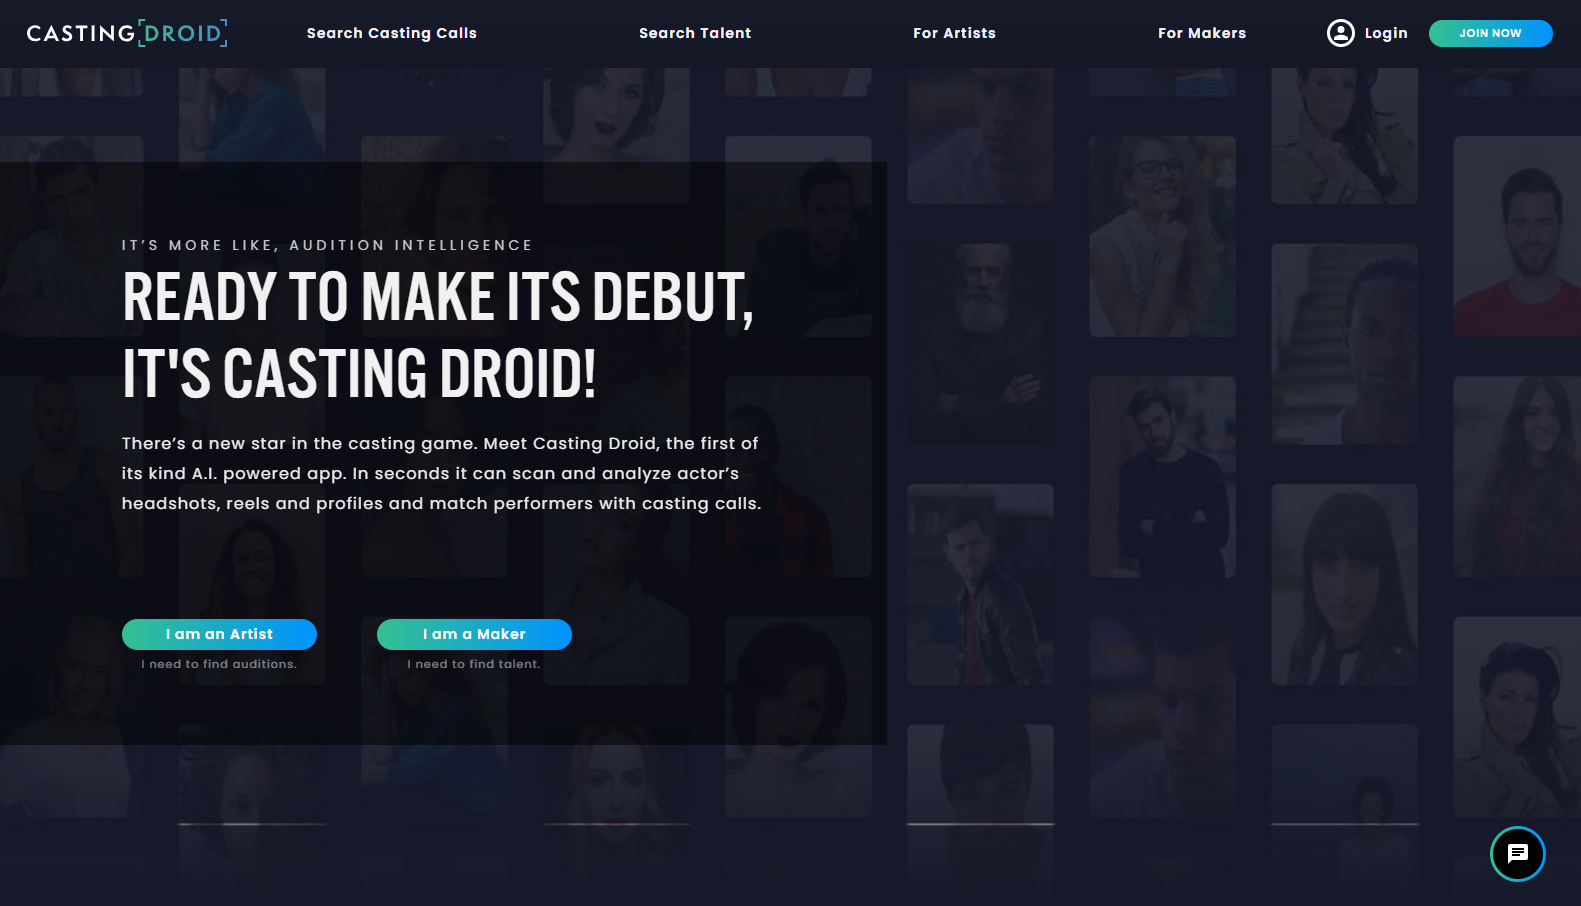 CASTING[DROID]
Search Casting Calls
Search Talent
For Artists
For Makers
Login
JOIN NOW
IT’S MORE LIKE, AUDITION INTELLIGENCE
READY TO MAKE ITS DEBUT,
IT'S CASTING DROID!
There’s a new star in the casting game. Meet Casting Droid, the first of
its kind A.I. powered app. In seconds it can scan and analyze actor’s
headshots, reels and profiles and match performers with casting calls.
I am an Artist
I am a Maker
I need to find auditions.
I need to find talent.